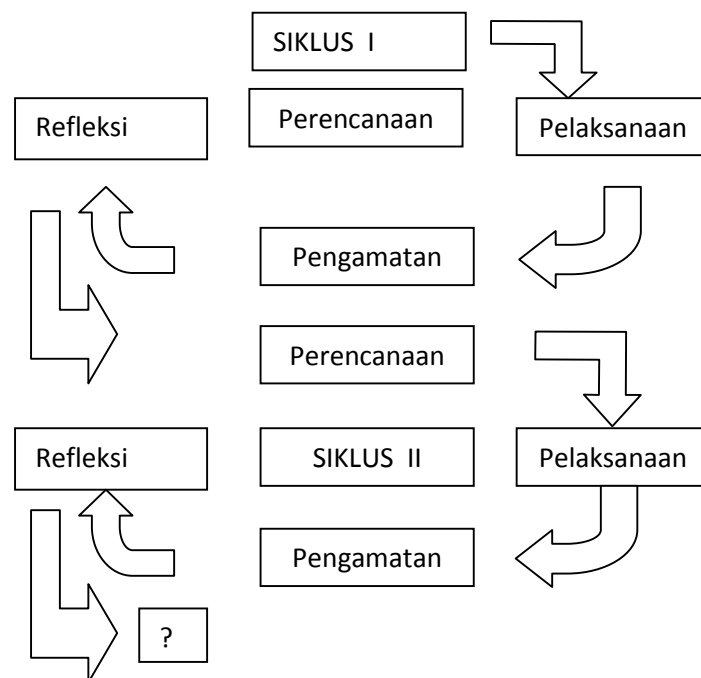 SIKLUS I
Refleksi
Perencanaan
Pelaksanaan
Pengamatan
Perencanaan
Refleksi
SIKLUS II
Pelaksanaan
Pengamatan
?